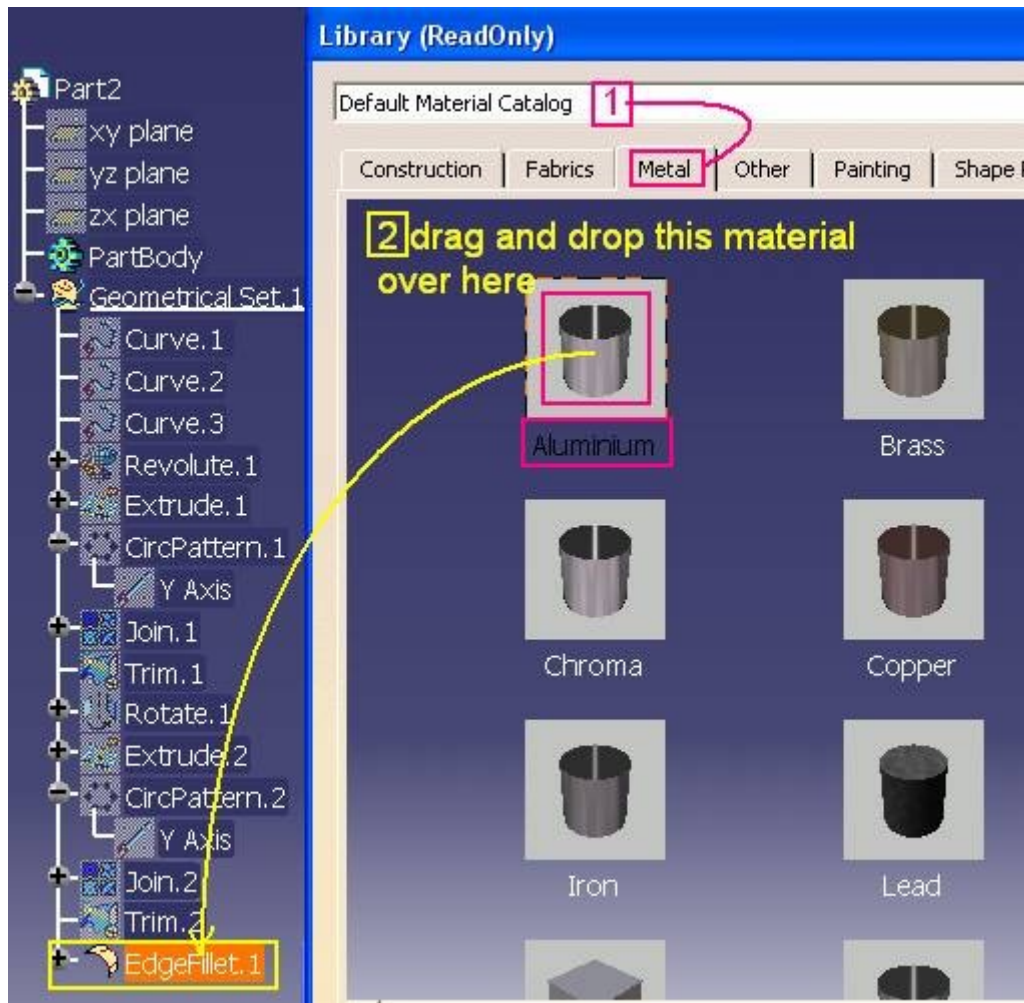 Library (ReadOnly)
Part2
xy plane
yz plane
zx plane
PartBody
Geometrical Set.1
Curve.1
Curve.2
Curve.3
Revolute.1
Extrude.1
CircPattern.1
Y Axis
Join.1
Trim.1
Rotate.1
Extrude.2
CircPattern.2
Y Axis
Join.2
Trim.2
EdgeFillet.1
Default Material Catalog 1
Construction Fabrics Metal Other Painting Shape
2 drag and drop this material
over here
Aluminium Brass
Chroma Copper
Iron Lead